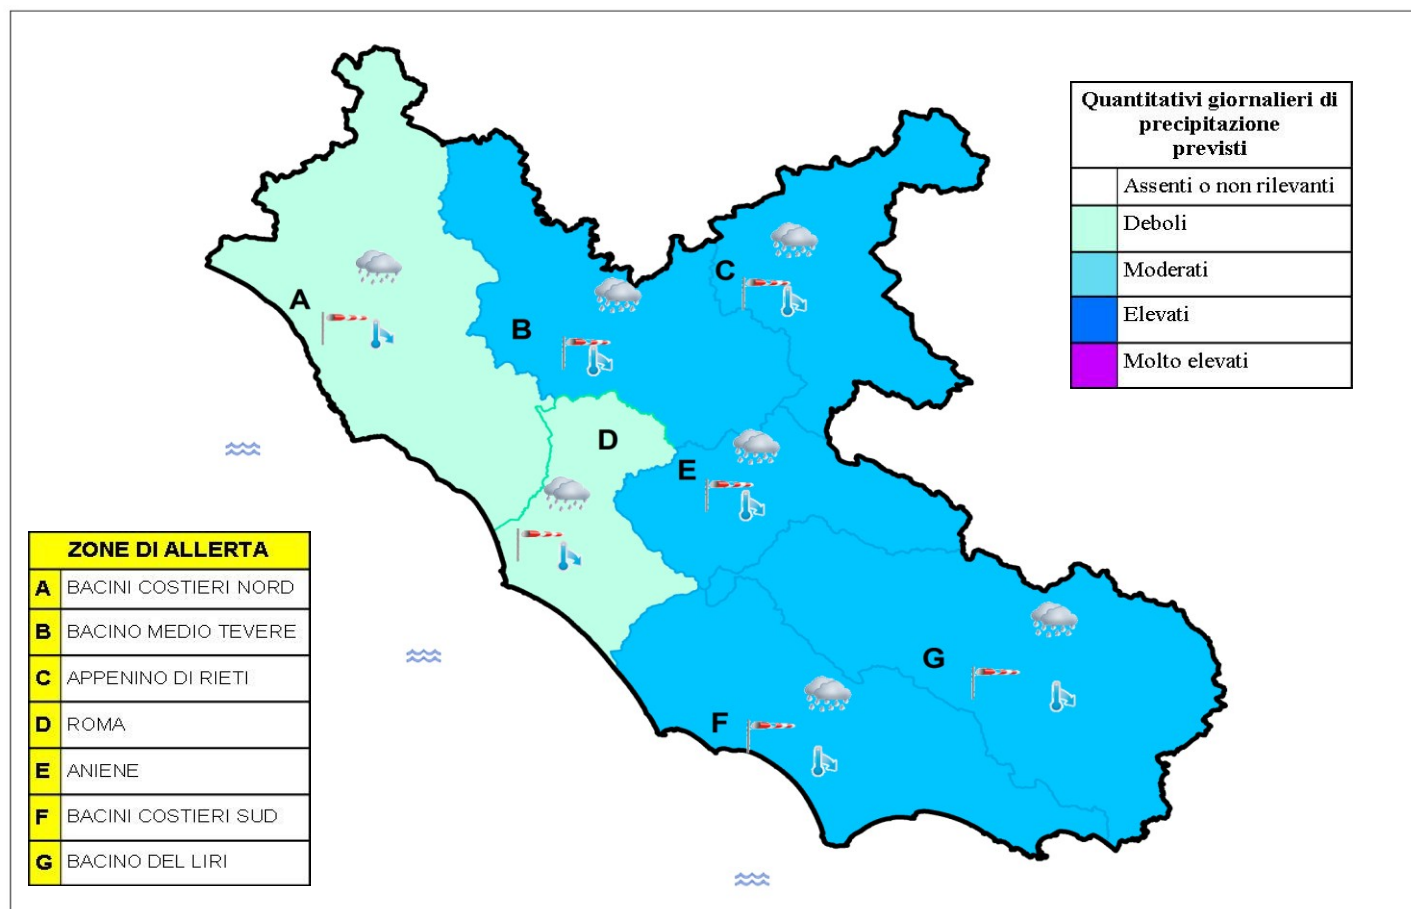 Quantitativi giornalieri di
precipitazione
previsti
Assenti o non rilevanti
Deboli
Moderati
Elevati
Molto elevati
A
B
C
D
E
F
G
ZONE DI ALLERTA
A BACINI COSTIERI NORD
B BACINO MEDIO TEVERE
C APPENINO DI RIETI
D ROMA
E ANIENE
F BACINI COSTIERI SUD
G BACINO DEL LIRI